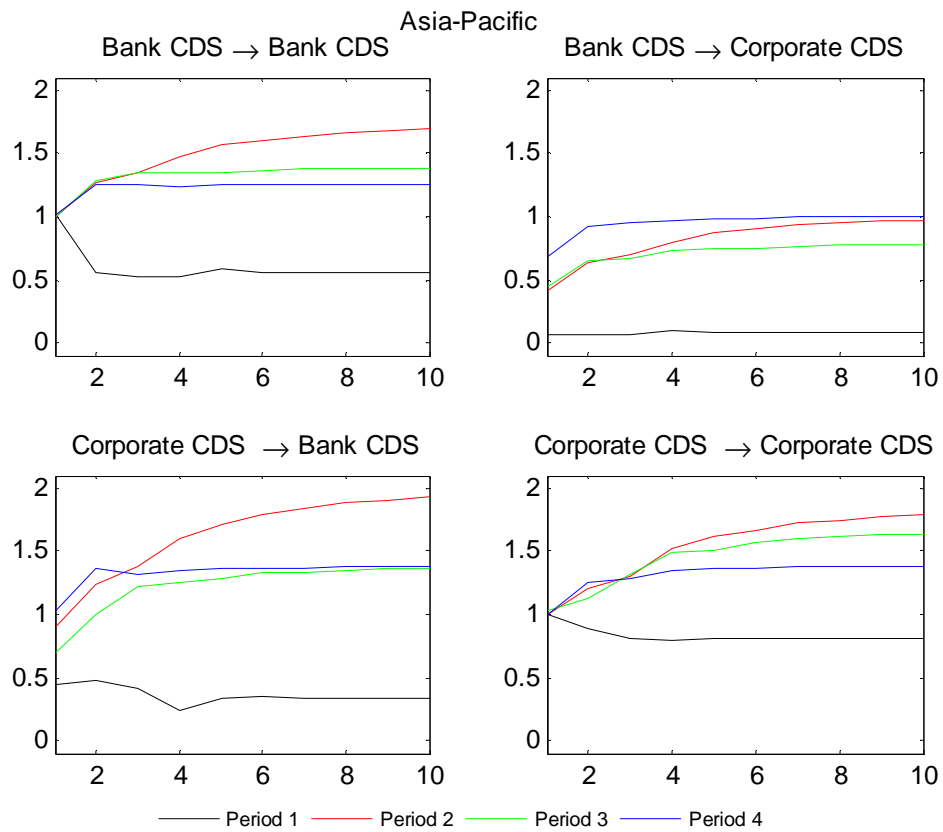 Asia-Pacific
Bank CDS → Bank CDS
Bank CDS → Corporate CDS
2
1.5
1
0.5
0
2 4 6 8 10
2
1.5
1
0.5
0
2 4 6 8 10
Corporate CDS → Bank CDS
Corporate CDS → Corporate CDS
2
1.5
1
0.5
0
2 4 6 8 10
2
1.5
1
0.5
0
2 4 6 8 10
Period 1 Period 2 Period 3 Period 4